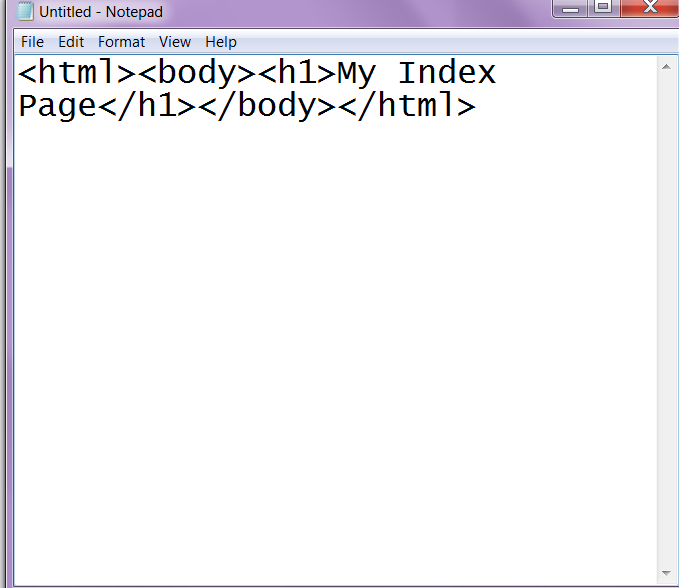 Untitled - Notepad
File Edit Format View Help
<html><body><h1>My Index
Page</h1></body></html>